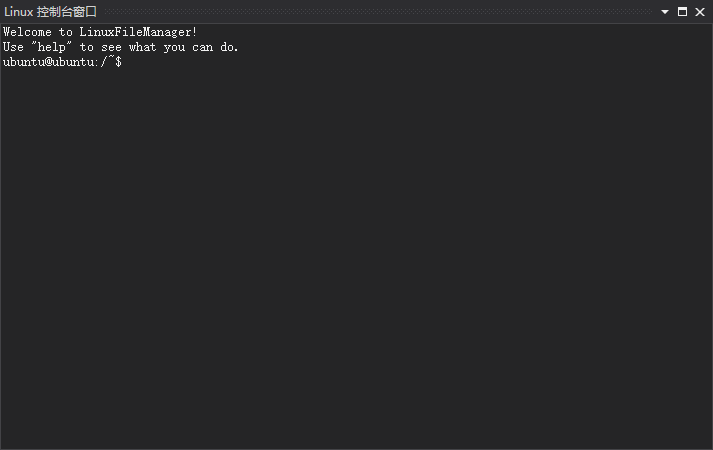 Linux 控制台窗口
Welcome to LinuxFileManager!
Use "help" to see what you can do.
ubuntu@ubuntu:/~$